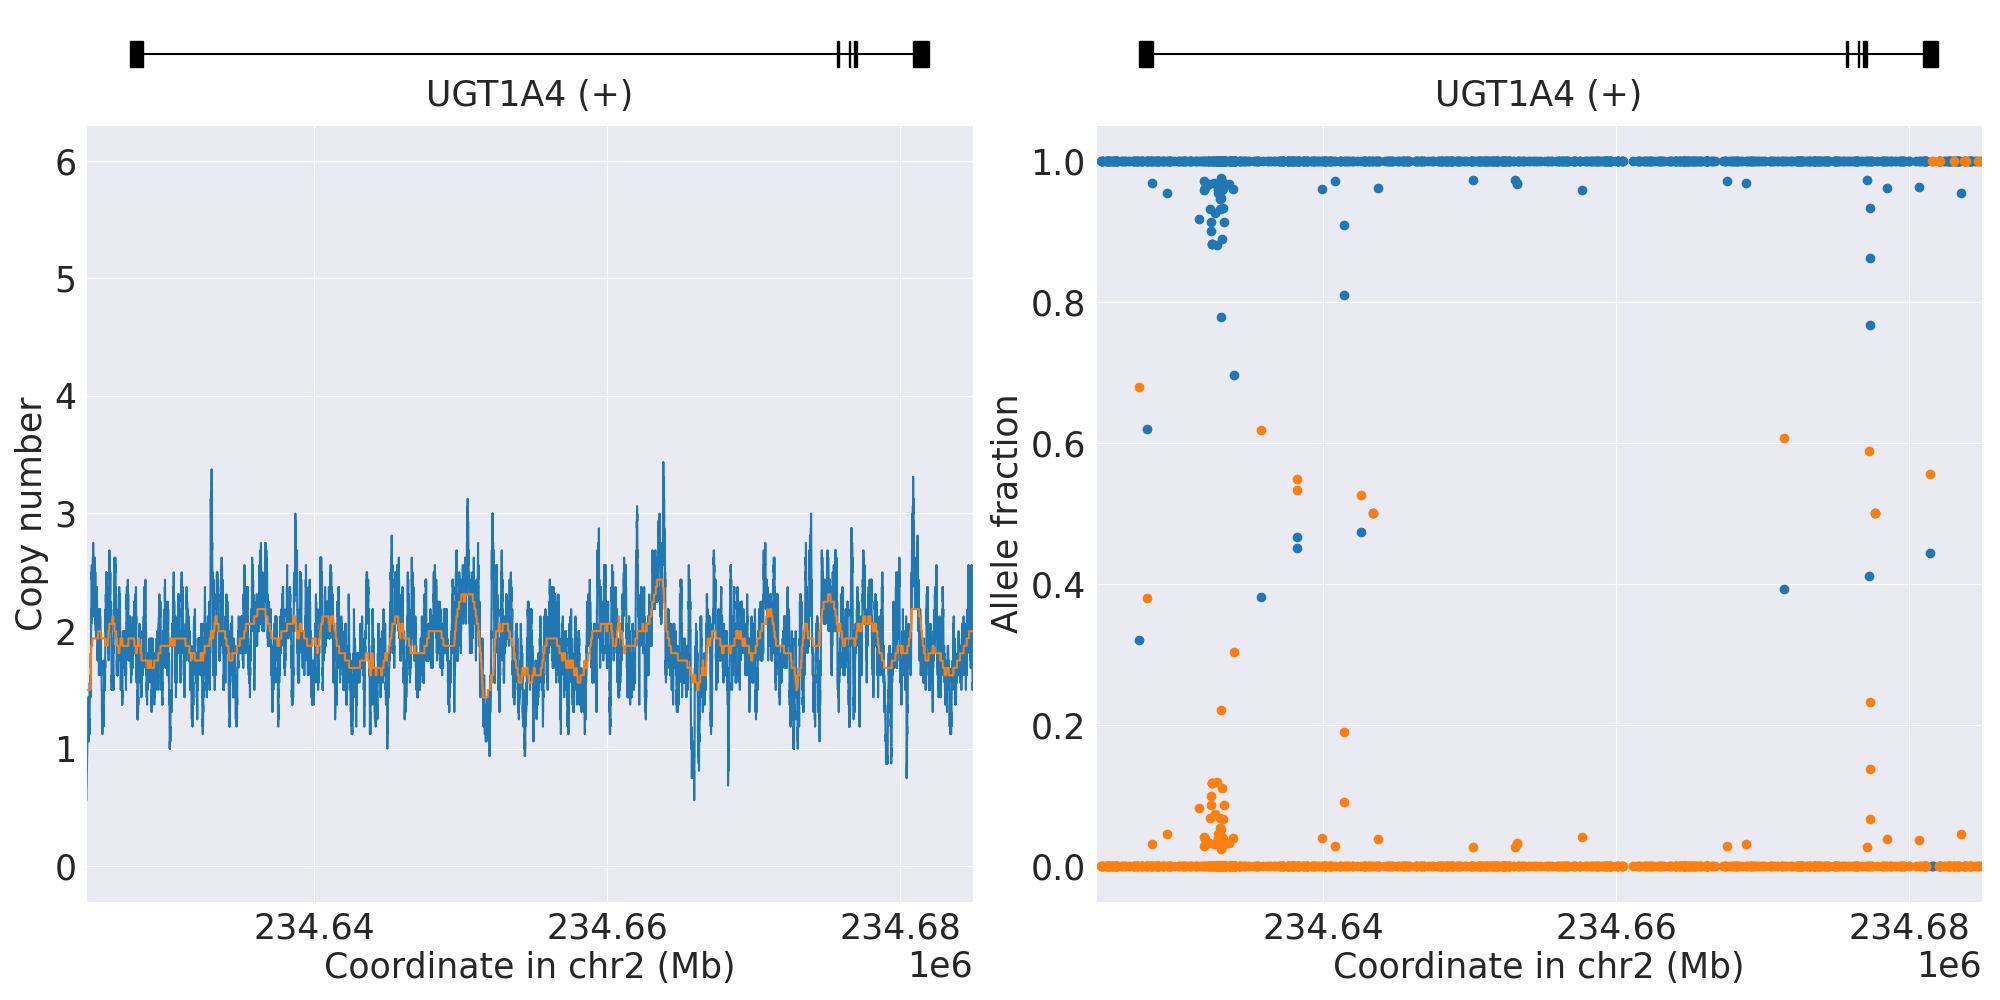 UGT1A4 (+)
6
5
4
3
2
1
0
Copy number
234.64
234.66
234.68
1e6
Coordinate in chr2 (Mb)
UGT1A4 (+)
1.0
0.8
0.6
0.4
0.2
0.0
Allele fraction
234.64
234.66
234.68
1e6
Coordinate in chr2 (Mb)